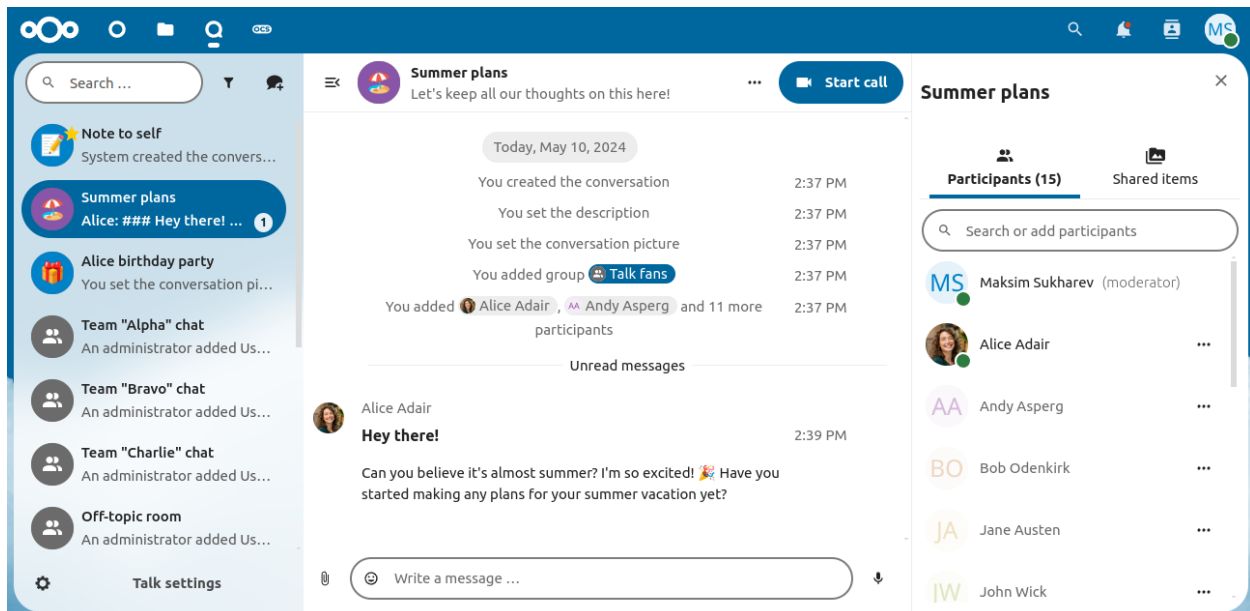 OCS
MS
Search ...
Note to self
System created the convers...
Summer plans
Alice: ### Hey there! ...
1
Alice birthday party
You set the conversation pi...
Team "Alpha" chat
An administrator added Us...
Team "Bravo" chat
An administrator added Us...
Team "Charlie" chat
An administrator added Us...
Off-topic room
An administrator added Us...
Talk settings
Summer plans
Let's keep all our thoughts on this here!
Start call
Today, May 10, 2024
You created the conversation 2:37 PM
You set the description 2:37 PM
You set the conversation picture 2:37 PM
You added group Talk fans 2:37 PM
You added Alice Adair , AA Andy Asperg and 11 more 2:37 PM
participants
Unread messages
Alice Adair
Hey there! 2:39 PM
Can you believe it's almost summer? I'm so excited! 🎉 Have you
started making any plans for your summer vacation yet?
Write a message ...
Summer plans
Participants (15)
Shared items
Search or add participants
MS Maksim Sukharev (moderator)
Alice Adair
AA Andy Asperg
BO Bob Odenkirk
JA Jane Austen
JW John Wick